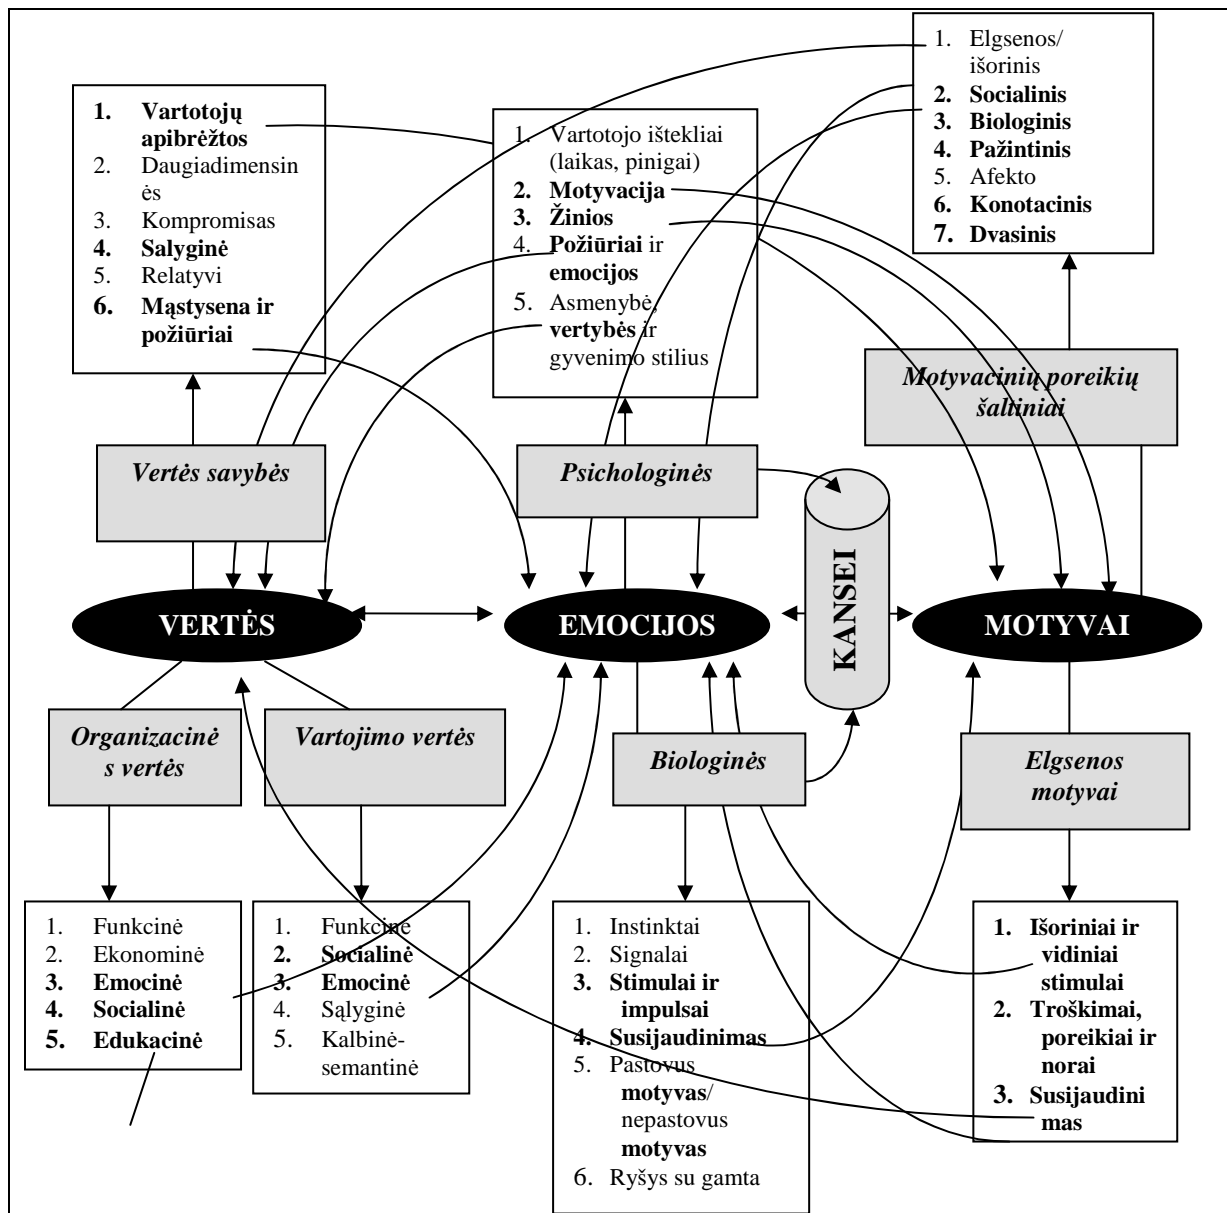 1. Vartotojų
apibrėžtos
2. Daugiadimensin
ės
3. Kompromisas
4. Salyginė
5. Relatyvi
6. Mąstysena ir
požiūriai
1. Vartotojo ištekliai
(laikas, pinigai)
2. Motyvacija
3. Žinios
4. Požiūriai ir
emocijos
5. Asmenybė,
vertybės ir
gyvenimo stilius
1. Elgsenos/
išorinis
2. Socialinis
3. Biologinis
4. Pažintinis
5. Afekto
6. Konotacinis
7. Dvasinis
Vertės savybės
Psichologinės
Motyvacinių poreikių
šaltiniai
VERTĖS
EMOCIJOS
KANSEI
MOTYVAI
Organizacinė
s vertės
Vartojimo vertės
Biologinės
Elgsenos
motyvai
1. Funkcinė
2. Ekonominė
3. Emocinė
4. Socialinė
5. Edukacinė
1. Funkcinė
2. Socialinė
3. Emocinė
4. Sąlyginė
5. Kalbinė-
semantinė
1. Instinktai
2. Signalai
3. Stimulai ir
impulsai
4. Susijaudinimas
5. Pastovus
motyvas/
nepastovus
motyvas
6. Ryšys su gamta
1. Išoriniai ir
vidiniai
stimulai
2. Troškimai,
poreikiai ir
norai
3. Susijaudini
mas